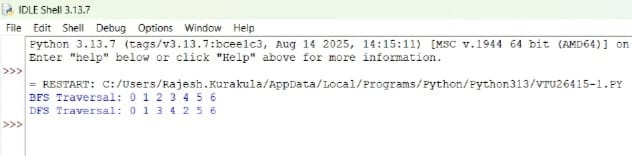 IDLE Shell 3.13.7
File Edit Shell Debug Options Window Help
Python 3.13.7 (tags/v3.13.7:bcee1c3, Aug 14 2025, 14:15:11) [MSC v.1944 64 bit (AMD64)] on
Enter "help" below or click "Help" above for more information.
>>>
= RESTART: C:/Users/Rajesh.Kurakula/AppData/Local/Programs/Python/Python313/VTU26415-1.PY
BFS Traversal: 0 1 2 3 4 5 6
DFS Traversal: 0 1 3 4 2 5 6
>>>